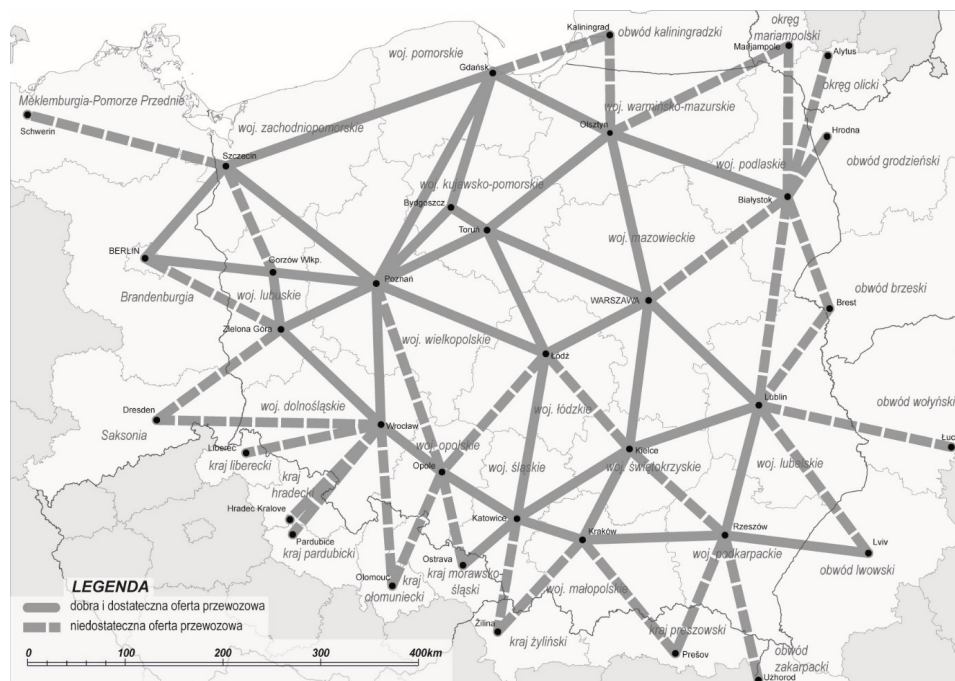 Kaliningrad
obwód kaliningradzki
okręg
mariampolski
Marijampole
Alytus
woj. pomorskie
Gdańsk
okręg olicki
Meklemburgia-Pomorze Przednie
Schwerin
woj. zachodniopomorskie
woj. warmińsko-mazurskie
Olsztyn
Hrodna
Szczecin
woj. podlaskie
obwód grodzieński
woj. kujawsko-pomorskie
Bydgoszcz
Białystok
Toruń
woj. mazowieckie
BERLIN
Gorzów Wlkp.
Poznań
Brandenburgia
woj. lubuskie
WARSZAWA
obwód brzeski
Brest
Zielona Góra
woj. wielkopolskie
Łódź
Dresden
woj. dolnośląskie
woj. łódzkie
Lublin
obwód wołyński
Saksonia
Wrocław
Liberec
kraj liberecki
woj. opolskie
Kielce
Łuc
Opole
woj. śląskie
woj. świętokrzyskie
woj. lubelskie
kraj
hradecki
Hradec Kralove
Katowice
Pardubice
kraj pardubicki
Kraków
Rzeszów
Lviv
woj. podkarpackie
obwód lwowski
Ostrava
kraj morawsko-
śląski
Olomouc
kraj
ołomuniecki
woj. małopolskie
LEGENDA
dobra i dostateczna oferta przewozowa
niedostateczna oferta przewozowa
Žilina
kraj żyliński
kraj preszowski
Prešov
obwód
zakarpacki
Uzhorod
0 100 200 300 400km